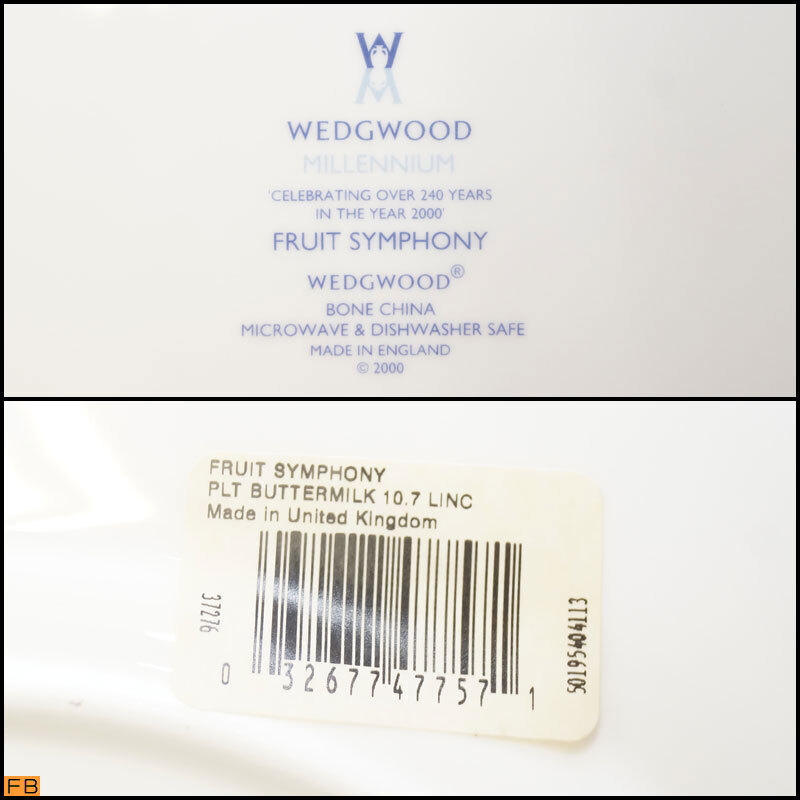 W
WEDGWOOD
MILLENNIUM
'CELEBRATING OVER 240 YEARS
IN THE YEAR 2000'
FRUIT SYMPHONY
WEDGWOOD®
BONE CHINA
MICROWAVE & DISHWASHER SAFE
MADE IN ENGLAND
© 2000
FRUIT SYMPHONY
PLT BUTTERMILK 10.7 LINC
Made in United Kingdom
37276
0 32677 47757 1
50195404113
FB